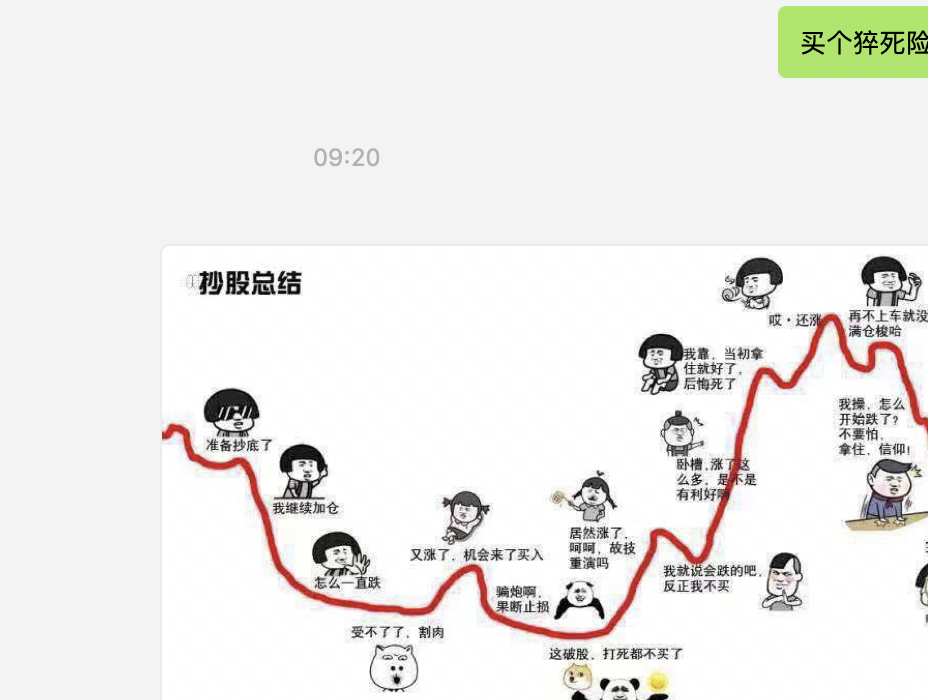 买个猝死险
09:20
抄股总结
哎·还涨
再不上车就没
满仓梭哈
我靠，当初拿
住就好了，
后悔死了
准备抄底了
我操，怎么
开始跌了？
不要怕，
拿住，信仰！
卧槽，涨了这
么多，是不是
有利好啊
我继续加仓
居然涨了，
呵呵，故技
重演吗
又涨了，机会来了买入
怎么一直跌
我就说会跌的吧，
反正我不买
骗炮啊，
果断止损
受不了了，割肉
这破股，打死都不买了